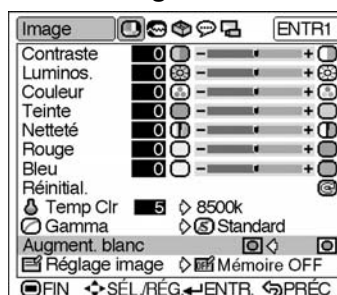 Image ENTR1
Contraste 0 - +
Luminos. 0 - +
Couleur 0 - +
Teinte 0 - +
Netteté 0 - +
Rouge 0 - +
Bleu 0 - +
Réinitial.
Temp Clr 5 8500k
Gamma S Standard
Augment. blanc
Réglage image OFF Mémoire OFF
FIN SÉL./RÉG. ENTR. PRÉC